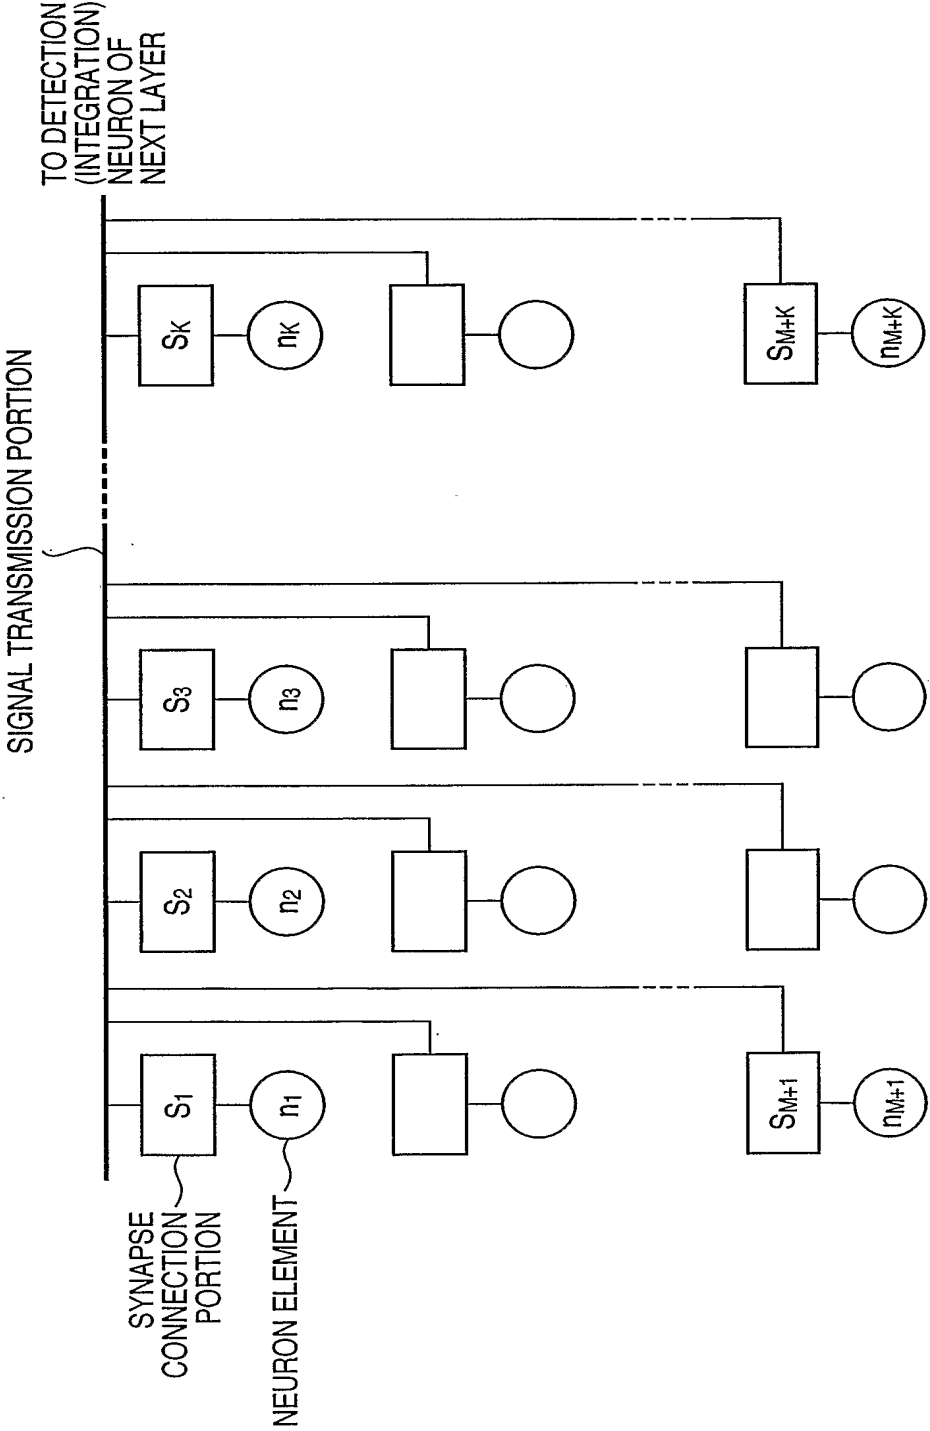 SIGNAL TRANSMISSION PORTION
TO DETECTION
(INTEGRATION)
NEURON OF
NEXT LAYER
SYNAPSE
CONNECTION
PORTION
NEURON ELEMENT
S1
S2
S3
SK
n1
n2
n3
nK
SM+1
SM+K
nM+1
nM+K